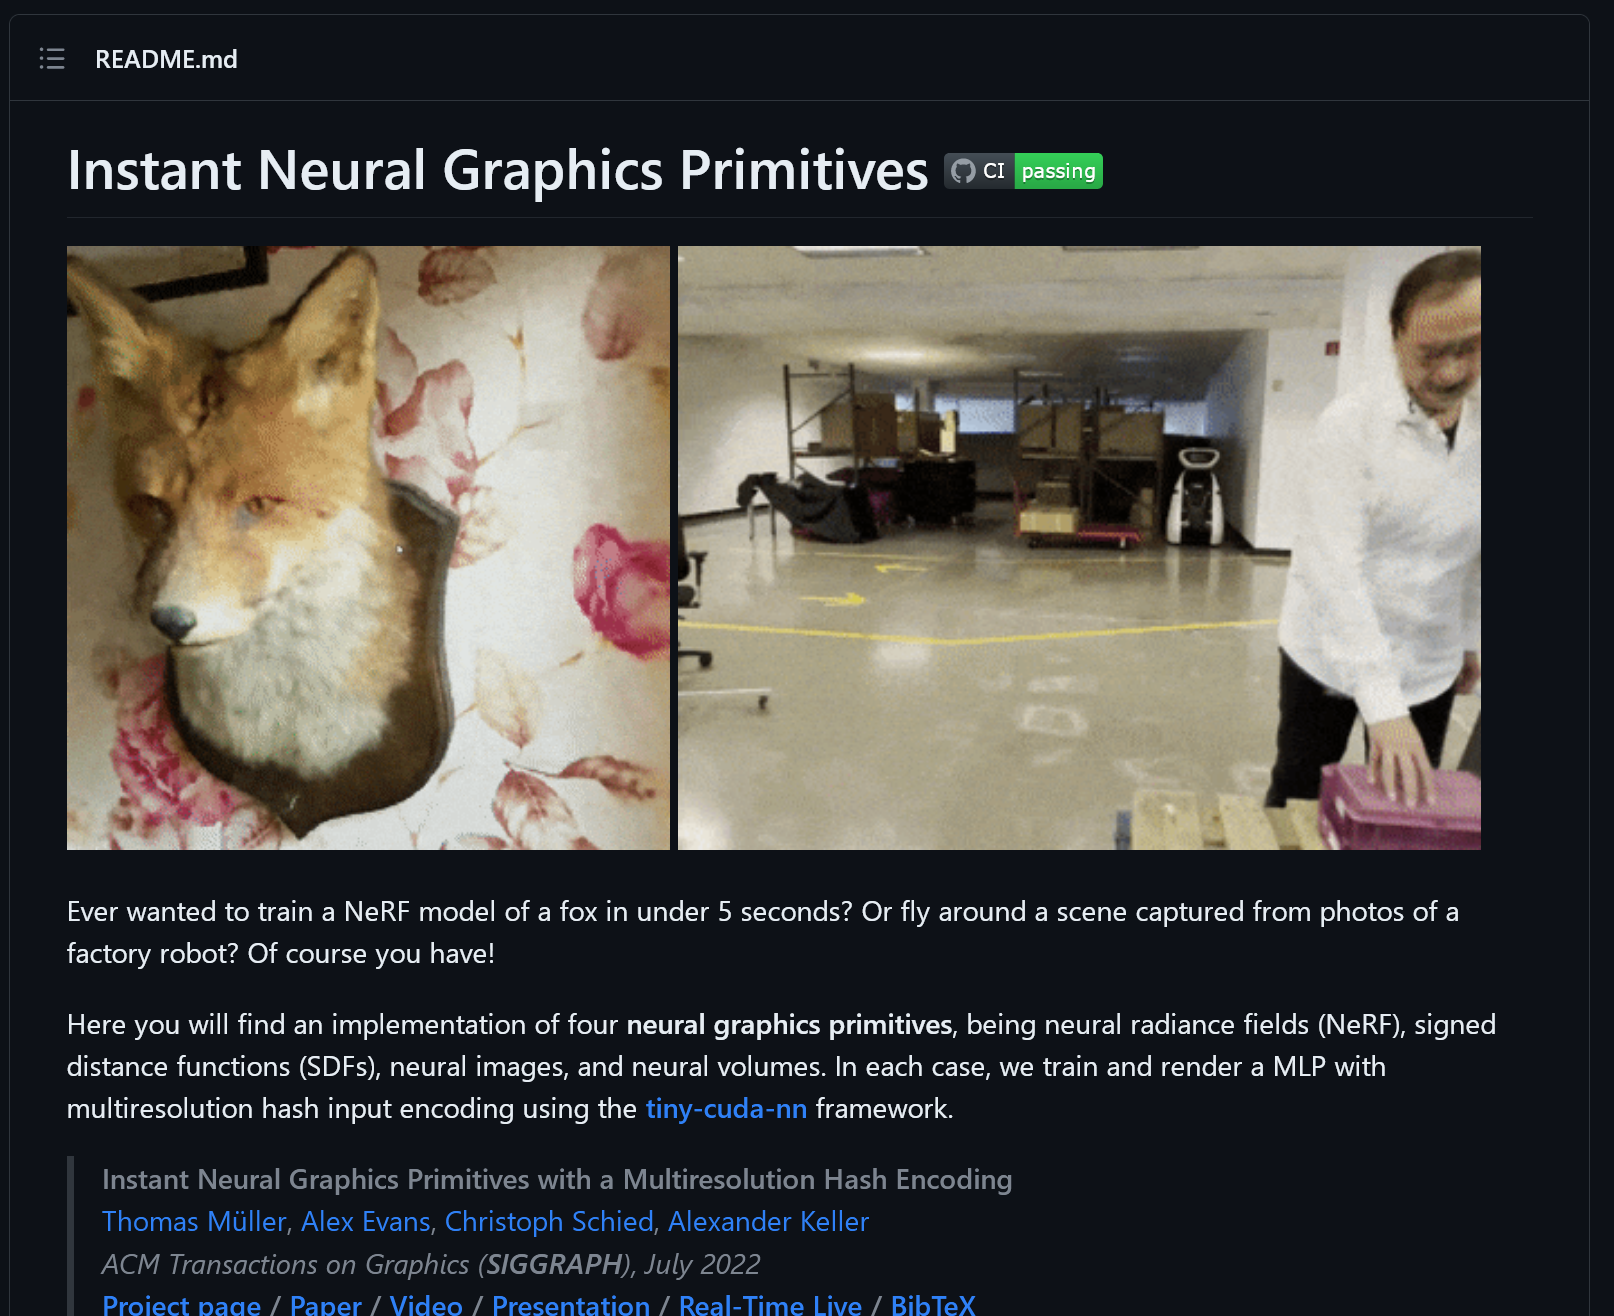 README.md
Instant Neural Graphics Primitives CI passing
Ever wanted to train a NeRF model of a fox in under 5 seconds? Or fly around a scene captured from photos of a
factory robot? Of course you have!
Here you will find an implementation of four neural graphics primitives, being neural radiance fields (NeRF), signed
distance functions (SDFs), neural images, and neural volumes. In each case, we train and render a MLP with
multiresolution hash input encoding using the tiny-cuda-nn framework.
Instant Neural Graphics Primitives with a Multiresolution Hash Encoding
Thomas Müller, Alex Evans, Christoph Schied, Alexander Keller
ACM Transactions on Graphics (SIGGRAPH), July 2022
Project page / Paper / Video / Presentation / Real-Time Live / BibTeX